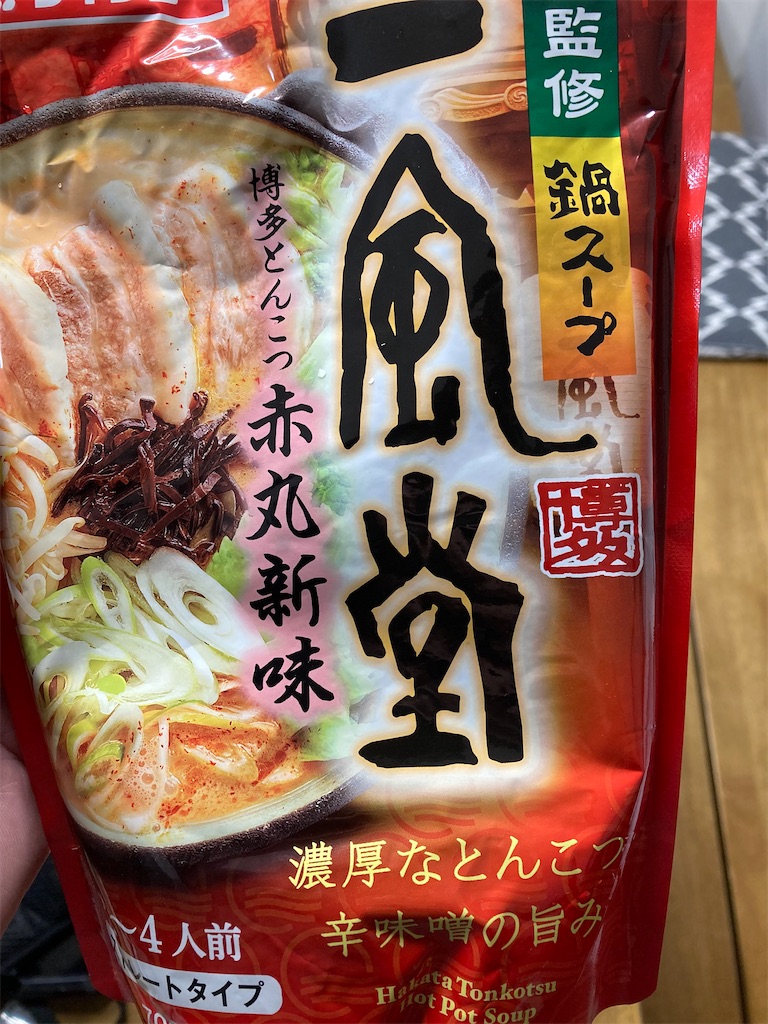 監修
鍋スープ
一風堂
博多
博多とんこつ
赤丸新味
濃厚なとんこつ
辛味噌の旨み
～4人前
レートタイプ
Hakata Tonkotsu
Hot Pot Soup